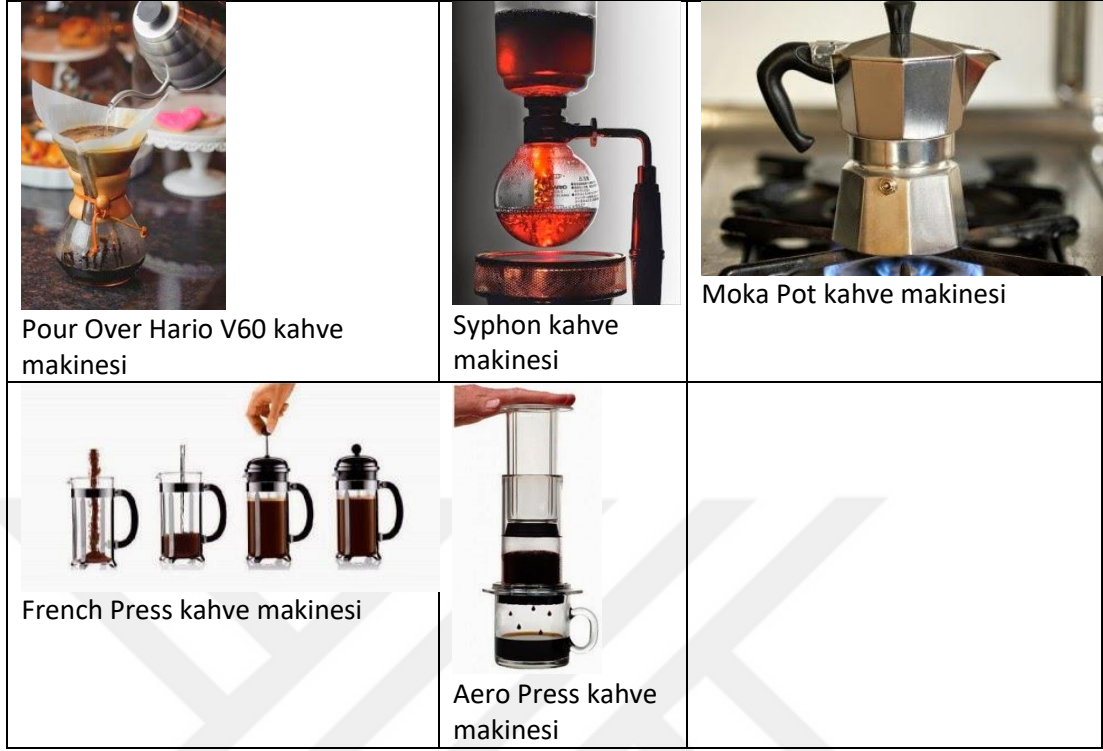 Pour Over Hario V60 kahve
makinesi
Syphon kahve
makinesi
Moka Pot kahve makinesi
French Press kahve makinesi
Aero Press kahve
makinesi